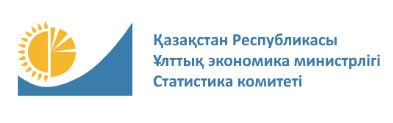 Қазақстан Республикасы
Ұлттық экономика министрлігі
Статистика комитеті